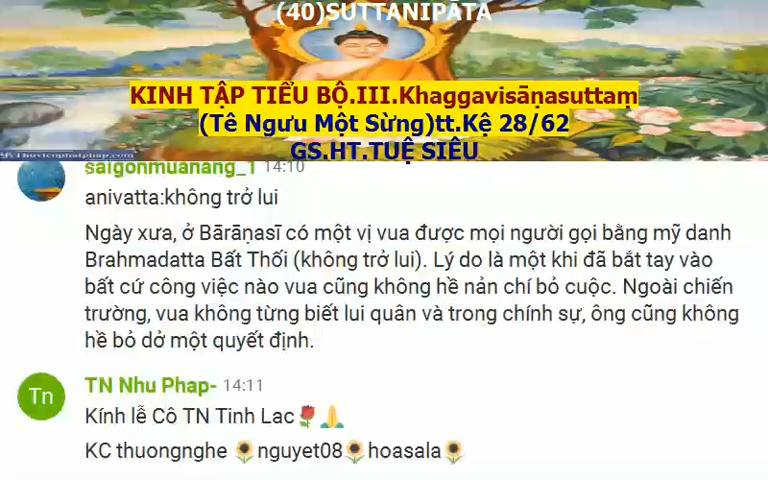 (40)SUTTANIPĀTA
KINH TẬP TIỂU BỘ.III.Khaggavisāṇasuttaṃ
(Tê Ngưu Một Sừng)tt.Kệ 28/62
GS.HT.TUỆ SIÊU
Thuvienphatphap.com
saigonmuanang_1 14:10
anivatta:không trở lui
Ngày xưa, ở Bārāṇasī có một vị vua được mọi người gọi bằng mỹ danh
Brahmadatta Bất Thối (không trở lui). Lý do là một khi đã bắt tay vào
bất cứ công việc nào vua cũng không hề nản chí bỏ cuộc. Ngoài chiến
trường, vua không từng biết lui quân và trong chính sự, ông cũng không
hề bỏ dở một quyết định.
Tn
TN Nhu Phap- 14:11
Kính lễ Cô TN Tinh Lac🌹🙏
KC thuongnghe 🌻nguyet08🌻hoasala🌻